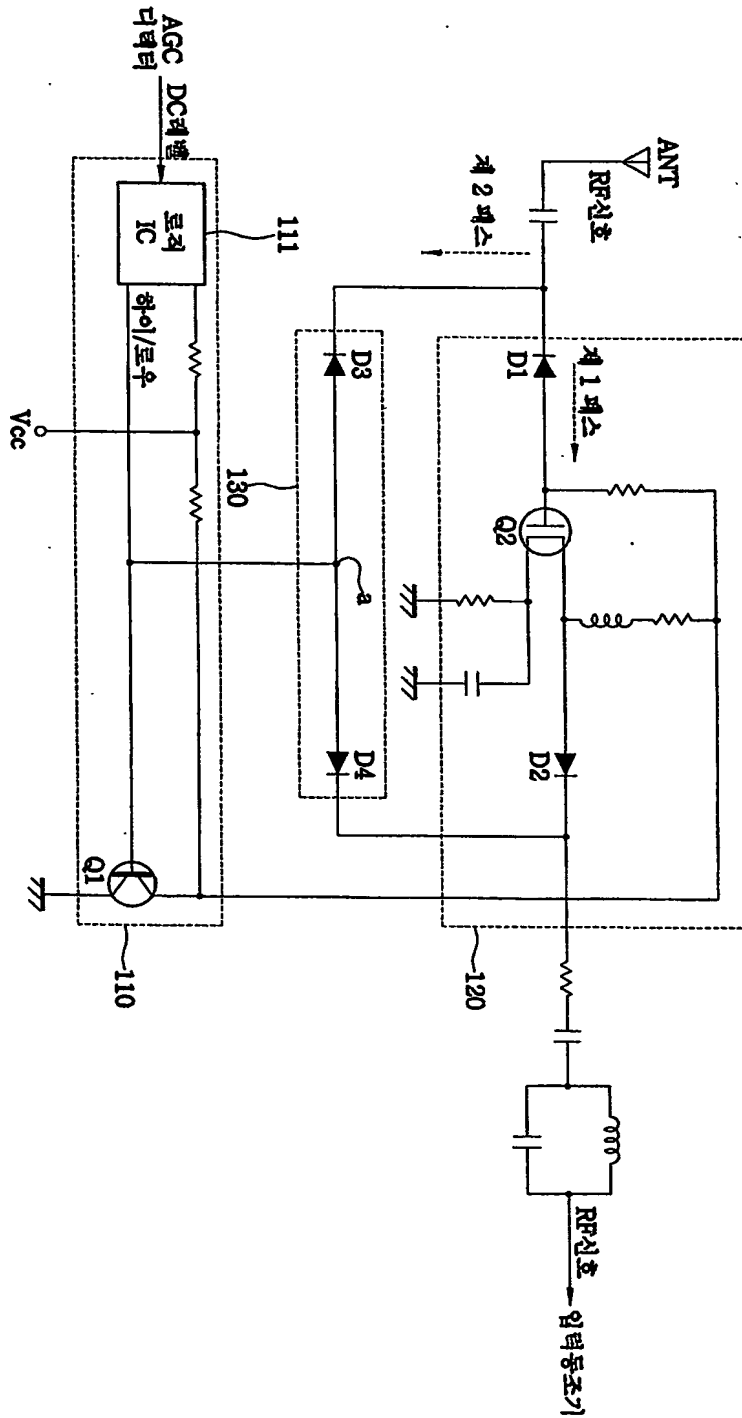 ANT
RF신호
제 2 패스
제 1 패스
D1
Q2
D2
120
RF신호
입력동조기
D3
a
D4
130
AGC
디텍터
DC레벨
로직
IC
111
하이/로우
Vcc
Q1
110